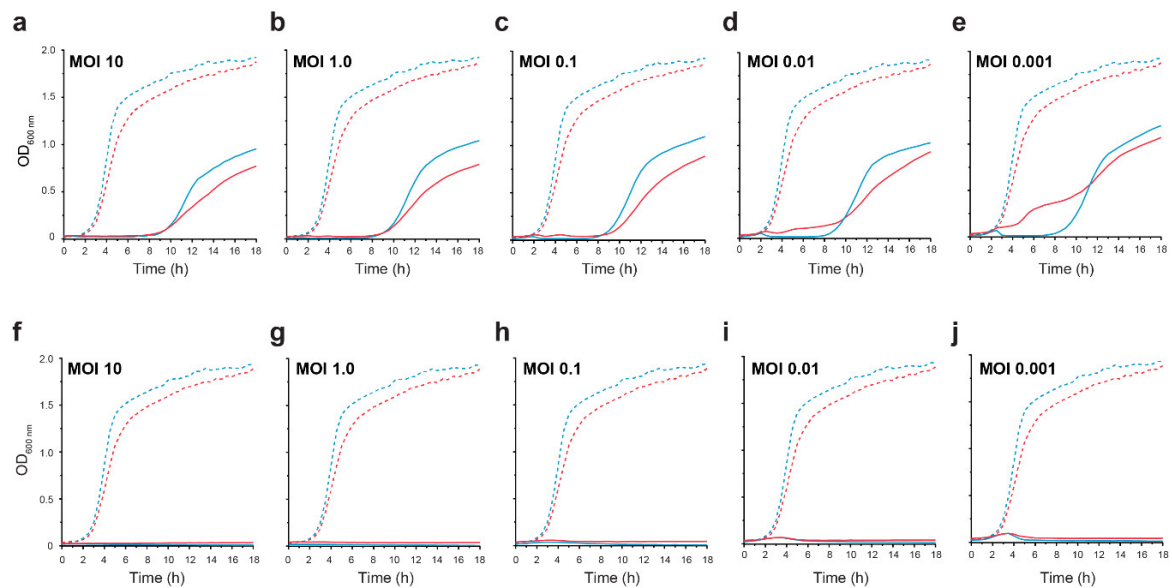 a b c d e
MOI 10 MOI 1.0 MOI 0.1 MOI 0.01 MOI 0.001
2.0
1.5
1.0
0.5
0
OD600 nm
0 2 4 6 8 10 12 14 16 18 0 2 4 6 8 10 12 14 16 18 0 2 4 6 8 10 12 14 16 18 0 2 4 6 8 10 12 14 16 18 0 2 4 6 8 10 12 14 16 18
Time (h) Time (h) Time (h) Time (h) Time (h)
f g h i j
MOI 10 MOI 1.0 MOI 0.1 MOI 0.01 MOI 0.001
2.0
1.5
1.0
0.5
0
OD600 nm
0 2 4 6 8 10 12 14 16 18 0 2 4 6 8 10 12 14 16 18 0 2 4 6 8 10 12 14 16 18 0 2 4 6 8 10 12 14 16 18 0 2 4 6 8 10 12 14 16 18
Time (h) Time (h) Time (h) Time (h) Time (h)